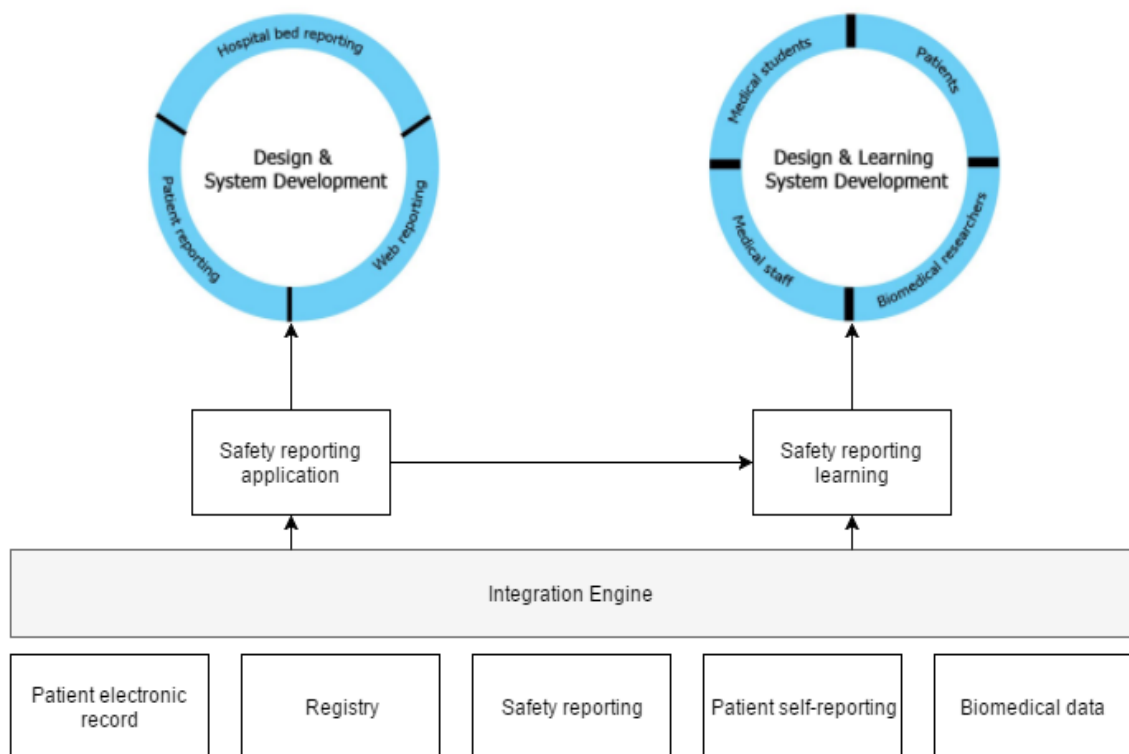 Hospital bed reporting
Patient reporting
Web reporting
Design &
System Development
Medical students
Patients
Medical staff
Biomedical researchers
Design & Learning
System Development
Safety reporting
application
Safety reporting
learning
Integration Engine
Patient electronic
record
Registry
Safety reporting
Patient self-reporting
Biomedical data